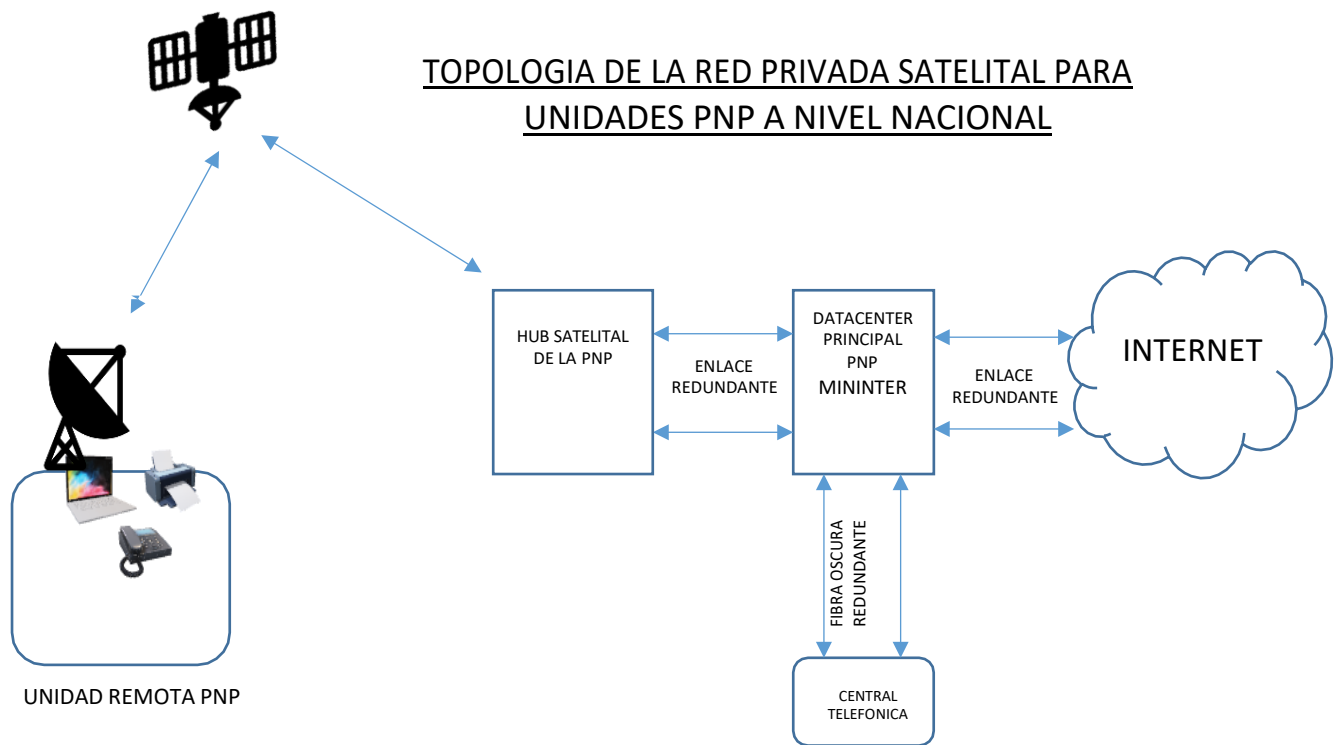 TOPOLOGIA DE LA RED PRIVADA SATELITAL PARA
UNIDADES PNP A NIVEL NACIONAL
HUB SATELITAL
DE LA PNP
ENLACE
REDUNDANTE
DATACENTER
PRINCIPAL
PNP
MININTER
ENLACE
REDUNDANTE
INTERNET
FIBRA OSCURA
REDUNDANTE
CENTRAL
TELEFONICA
UNIDAD REMOTA PNP